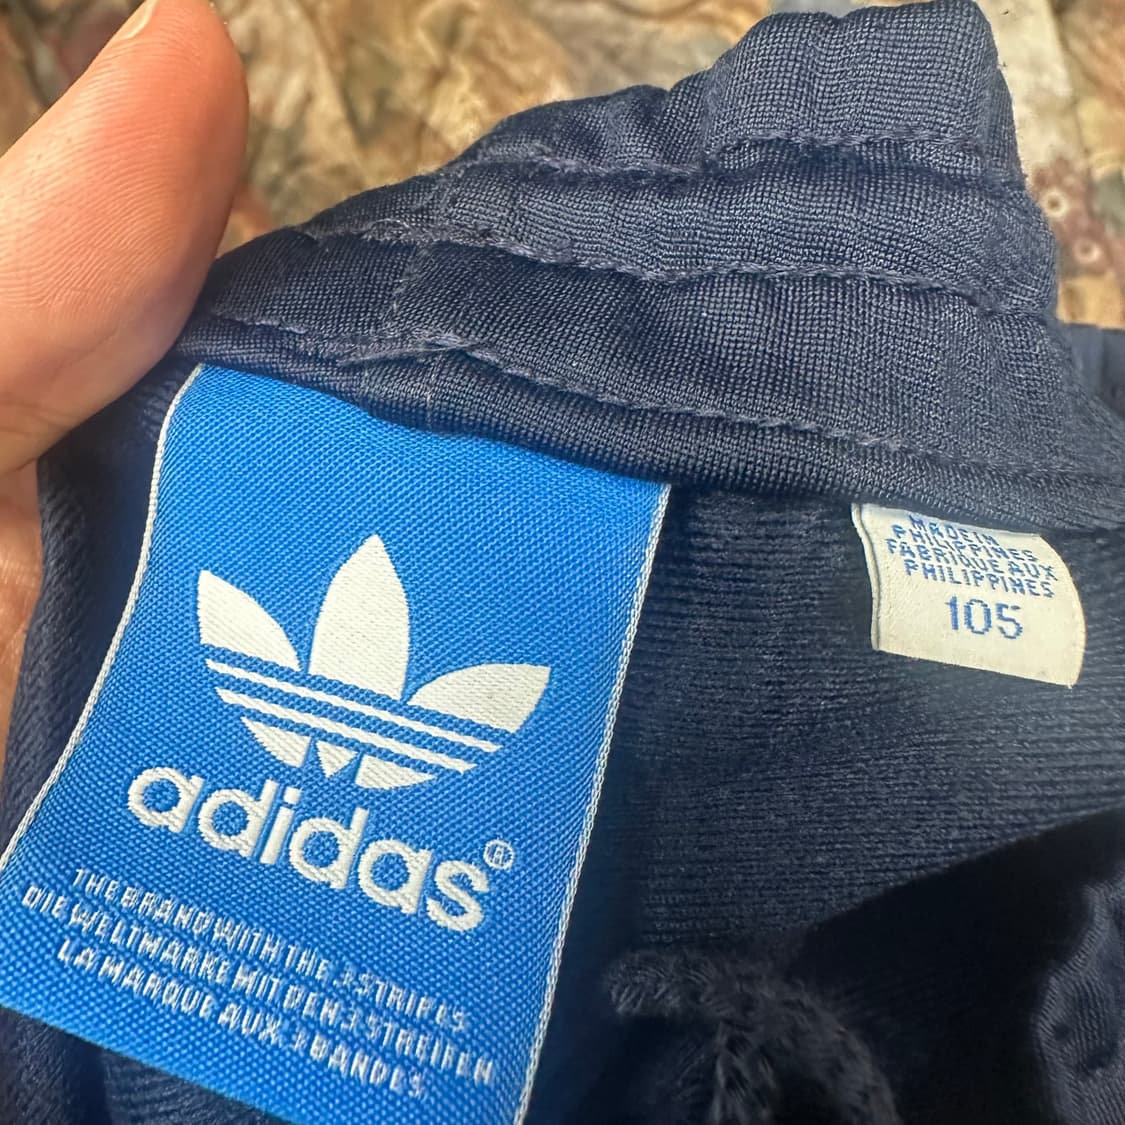 adidas®
THE BRAND WITH THE 3 STRIPES
DIE WELTMARKE MIT DEN 3 STREIFEN
LA MARQUE AUX 3 BANDES
MADE IN
PHILIPPINES
FABRIQUE AUX
PHILIPPINES
105